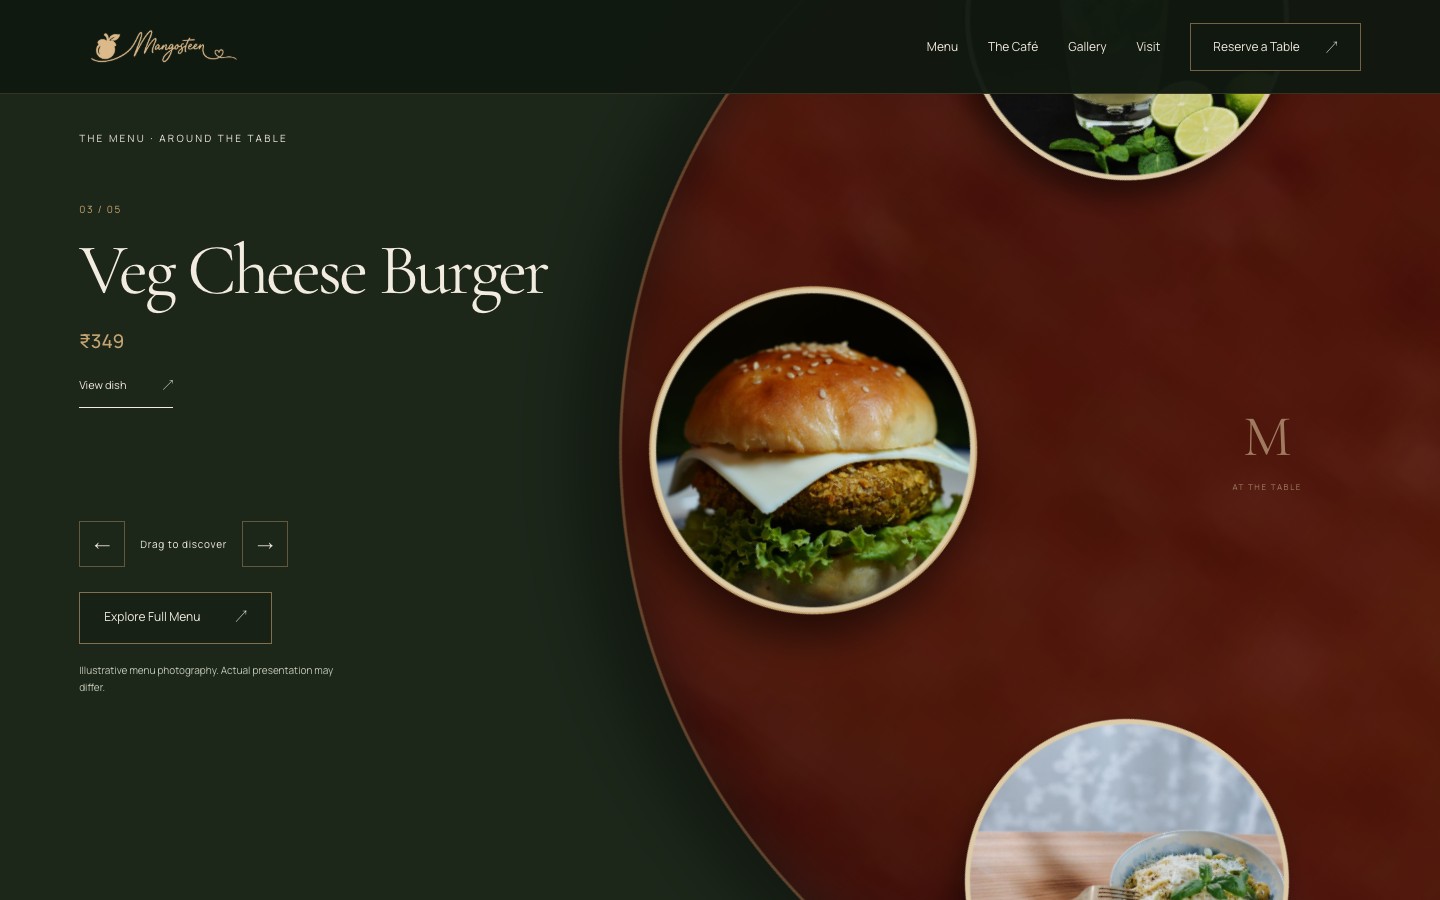 Mangosteen
Menu
The Café
Gallery
Visit
Reserve a Table
THE MENU · AROUND THE TABLE
03 / 05
Veg Cheese Burger
₹349
View dish
Drag to discover
Explore Full Menu
Illustrative menu photography. Actual presentation may
differ.
M
AT THE TABLE